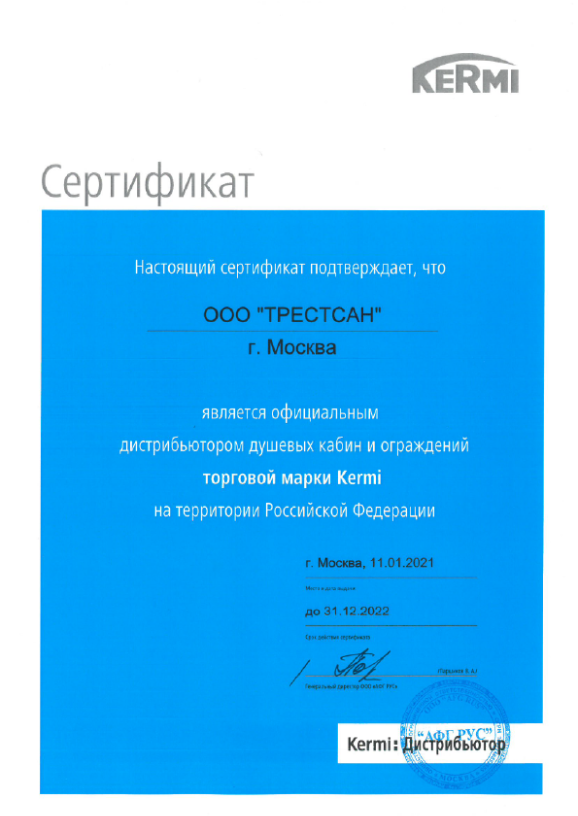 KERMI
Сертификат
Настоящий сертификат подтверждает, что
ООО "ТРЕСТСАН"
г. Москва
является официальным
дистрибьютором душевых кабин и ограждений
торговой марки Kermi
на территории Российской Федерации
г. Москва, 11.01.2021
Место и дата выдачи
до 31.12.2022
Срок действия сертификата
Генеральный директор ООО «АФГ РУС»
"АФГ РУС"
Kermi: Дистрибьютор